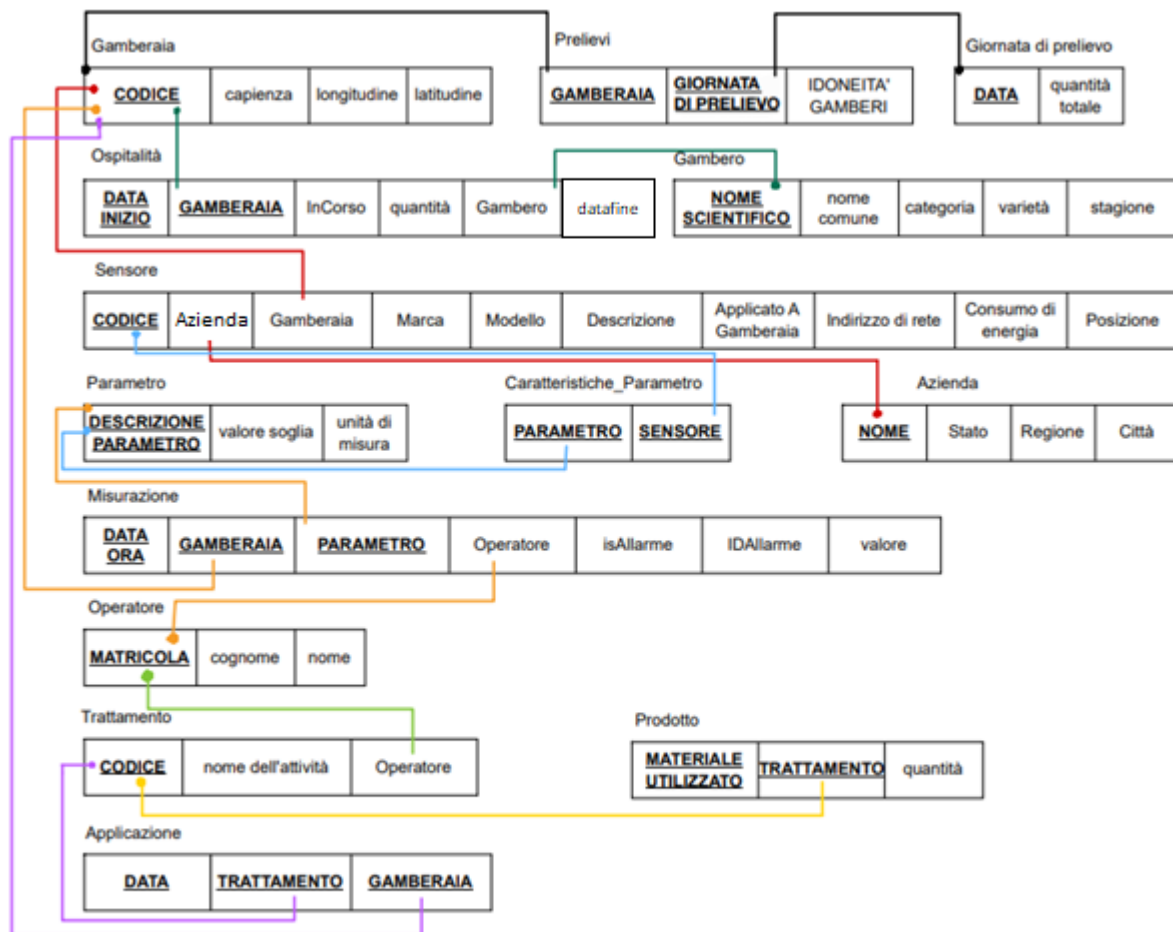 Gamberaia
Prelievi
Giornata di prelievo
CODICE capienza longitudine latitudine
GAMBERAIA GIORNATA DI PRELIEVO IDONEITA' GAMBERI
DATA quantità totale
Ospitalità
Gambero
DATA INIZIO GAMBERAIA InCorso quantità Gambero datafine
NOME SCIENTIFICO nome comune categoria varietà stagione
Sensore
CODICE Azienda Gamberaia Marca Modello Descrizione Applicato A Gamberaia Indirizzo di rete Consumo di energia Posizione
Parametro
Caratteristiche_Parametro
Azienda
DESCRIZIONE PARAMETRO valore soglia unità di misura
PARAMETRO SENSORE
NOME Stato Regione Città
Misurazione
DATA ORA GAMBERAIA PARAMETRO Operatore isAllarme IDAllarme valore
Operatore
MATRICOLA cognome nome
Trattamento
Prodotto
CODICE nome dell'attività Operatore
MATERIALE UTILIZZATO TRATTAMENTO quantità
Applicazione
DATA TRATTAMENTO GAMBERAIA